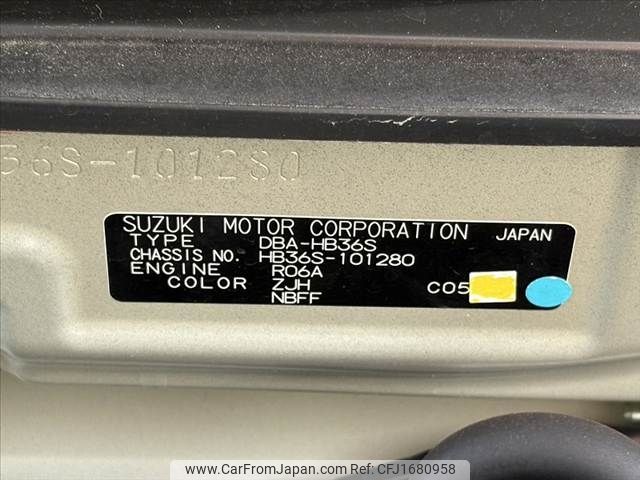 36S-101280
SUZUKI MOTOR CORPORATION JAPAN
TYPE DBA-HB36S
CHASSIS NO. HB36S-101280
ENGINE R06A
COLOR ZJH C05
NBFF
www.CarFromJapan.com | Ref. ID: CFJ1680958